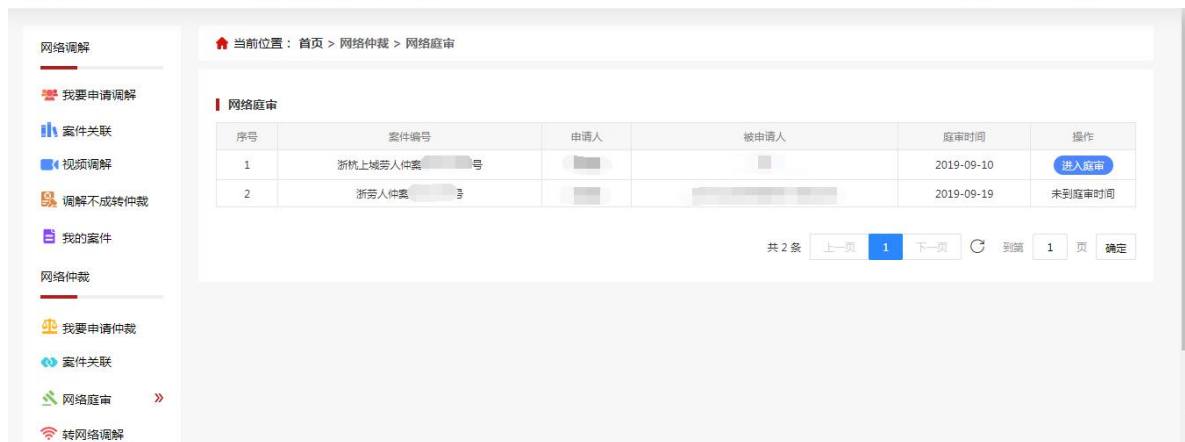 网络调解
我要申请调解
案件关联
视频调解
调解不成转仲裁
我的案件
网络仲裁
我要申请仲裁
案件关联
网络庭审 »
转网络调解
当前位置： 首页 > 网络仲裁 > 网络庭审
网络庭审
序号 案件编号 申请人 被申请人 庭审时间 操作
1 浙杭上城劳人仲案 号 2019-09-10 进入庭审
2 浙劳人仲案 号 2019-09-19 未到庭审时间
共 2 条 上一页 1 下一页 到第 1 页 确定